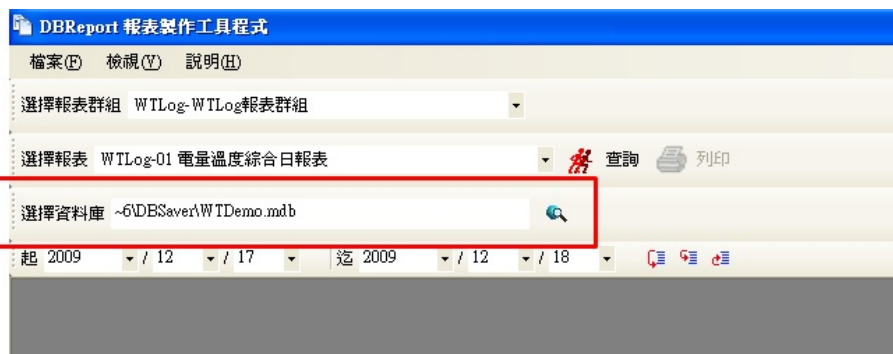 DBReport 報表製作工具程式
檔案(F) 檢視(V) 說明(H)
選擇報表群組 WTLog-WTLog報表群組
選擇報表 WTLog-01 電量溫度綜合日報表 查詢 列印
選擇資料庫 ~6\DBSaver\WTDemo.mdb
起 2009 / 12 / 17 迄 2009 / 12 / 18